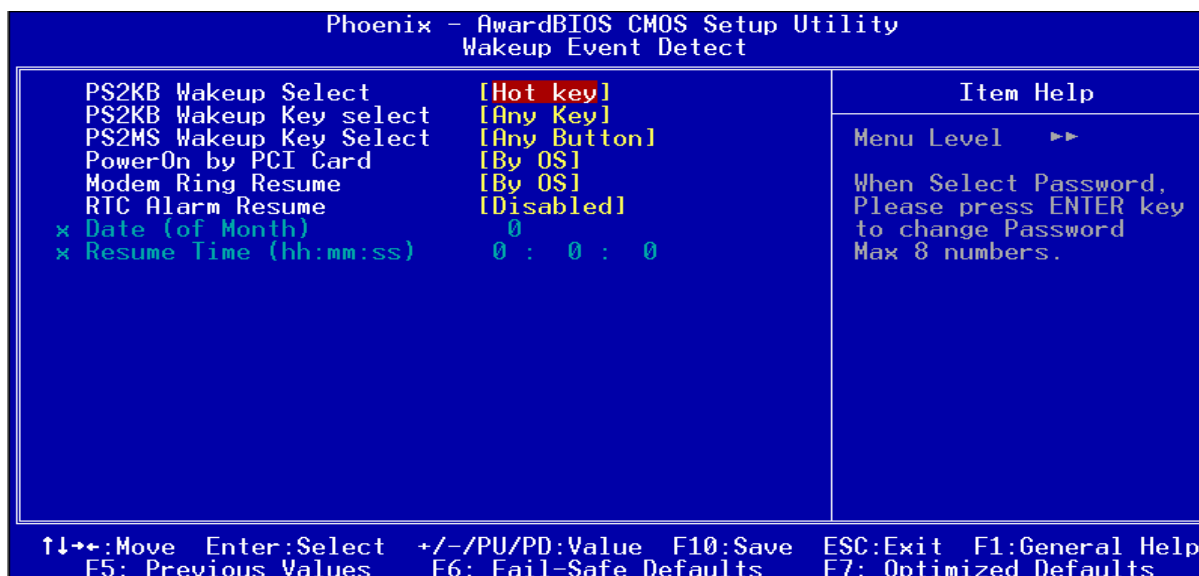 Phoenix - AwardBIOS CMOS Setup Utility
Wakeup Event Detect
PS2KB Wakeup Select [Hot key]
PS2KB Wakeup Key select [Any Key]
PS2MS Wakeup Key Select [Any Button]
PowerOn by PCI Card [By OS]
Modem Ring Resume [By OS]
RTC Alarm Resume [Disabled]
x Date (of Month) 0
x Resume Time (hh:mm:ss) 0 : 0 : 0
Item Help
Menu Level ►►
When Select Password,
Please press ENTER key
to change Password
Max 8 numbers.
↑↓→←:Move Enter:Select +/-/PU/PD:Value F10:Save ESC:Exit F1:General Help
F5: Previous Values F6: Fail-Safe Defaults F7: Optimized Defaults